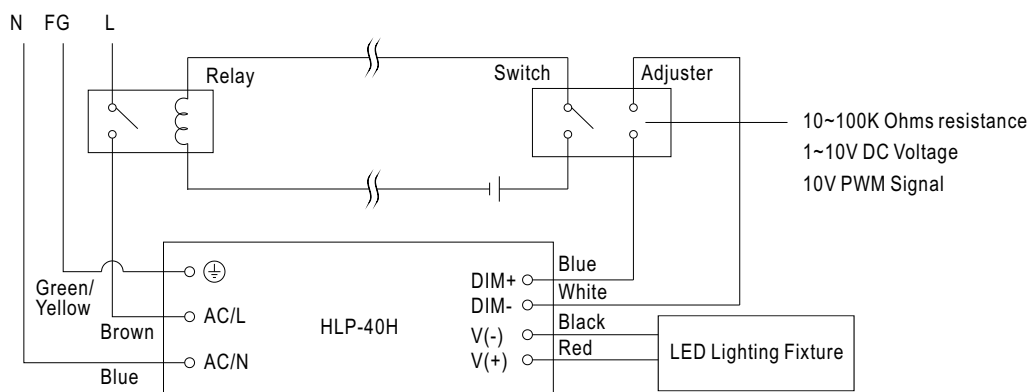 N FG L
Relay
Switch
Adjuster
10~100K Ohms resistance
1~10V DC Voltage
10V PWM Signal
Green/
Yellow
Brown
Blue
AC/L
AC/N
HLP-40H
DIM+
DIM-
V(-)
V(+)
Blue
White
Black
Red
LED Lighting Fixture